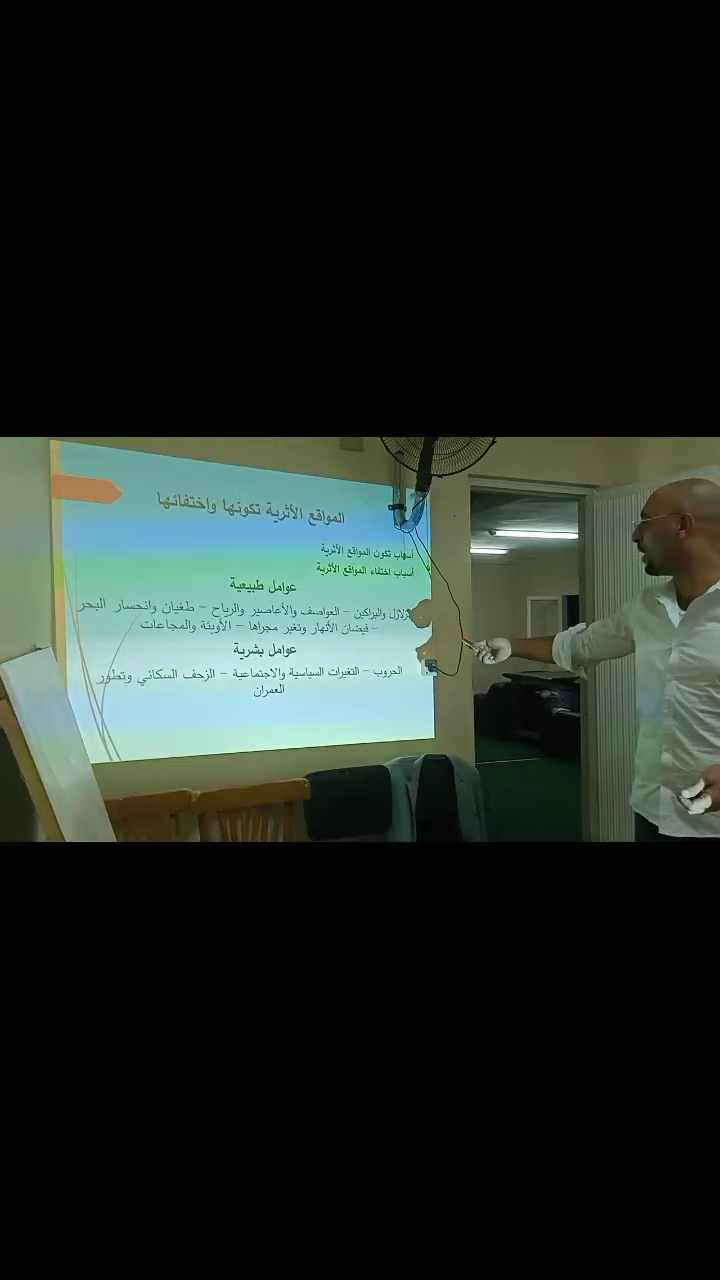 المواقع الأثرية تكونها واختفائها
أسباب تكون المواقع الأثرية
أسباب اختفاء المواقع الأثرية
عوامل طبيعية
الزلازل والبراكين – العواصف والأعاصير والرياح – طغيان وانحسار البحر
– فيضان الأنهار وتغير مجراها – الأوبئة والمجاعات
عوامل بشرية
الحروب – التغيرات السياسية والاجتماعية – الزحف السكاني وتطور
العمران